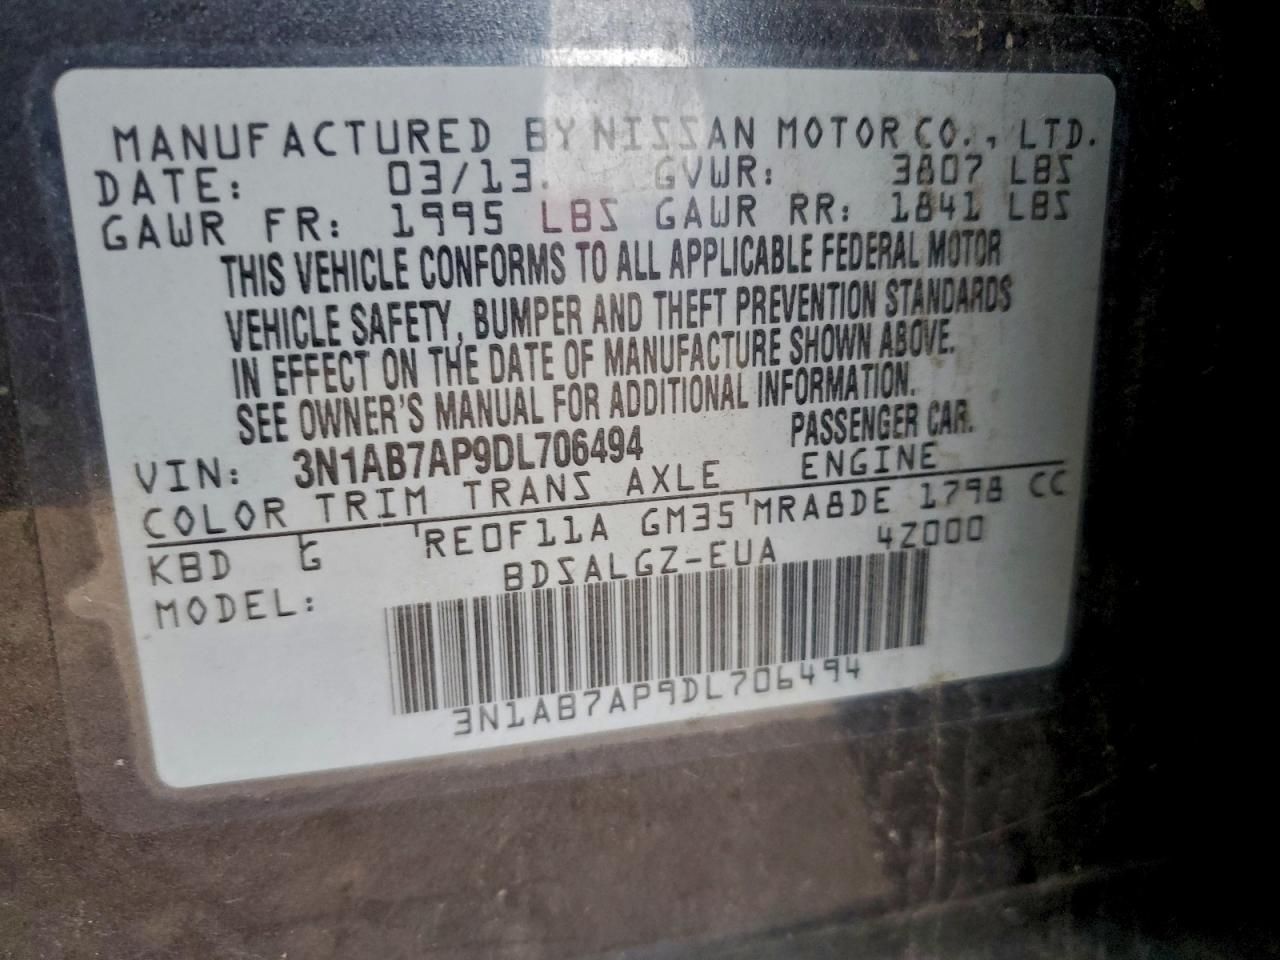 MANUFACTURED BY NISSAN MOTOR CO., LTD.
DATE: 03/13. GVWR: 3807 LBS
GAWR FR: 1995 LBS GAWR RR: 1841 LBS
THIS VEHICLE CONFORMS TO ALL APPLICABLE FEDERAL MOTOR
VEHICLE SAFETY, BUMPER AND THEFT PREVENTION STANDARDS
IN EFFECT ON THE DATE OF MANUFACTURE SHOWN ABOVE.
SEE OWNER'S MANUAL FOR ADDITIONAL INFORMATION.
VIN: 3N1AB7AP9DL706494 PASSENGER CAR.
COLOR TRIM TRANS AXLE ENGINE
KBD G 'RE0F11A GM35'MRA8DE 1798 CC
MODEL: BDSALGZ-EUA 4Z000
3N1AB7AP9DL706494